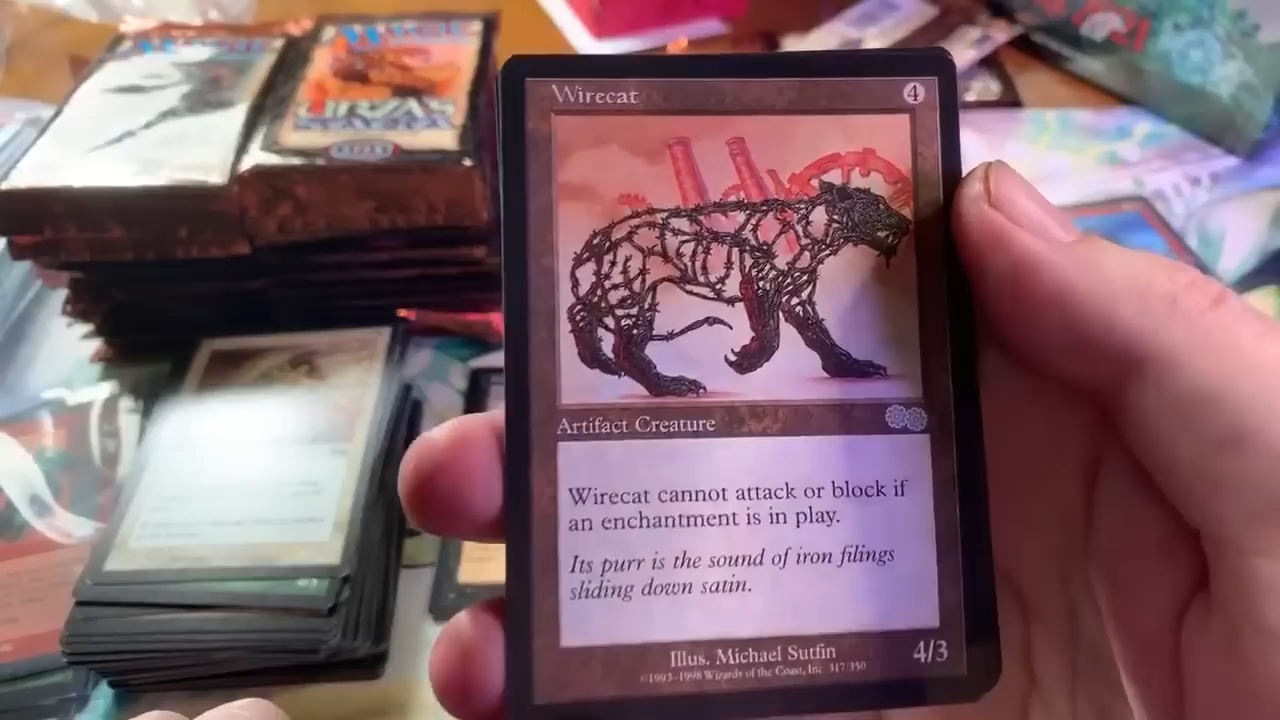 MAGIC
URZA'S
Wirecat
4
Artifact Creature
Wirecat cannot attack or block if
an enchantment is in play.
Its purr is the sound of iron filings
sliding down satin.
Illus. Michael Sutfin
4/3
©1993-1998 Wizards of the Coast, Inc. 317/350